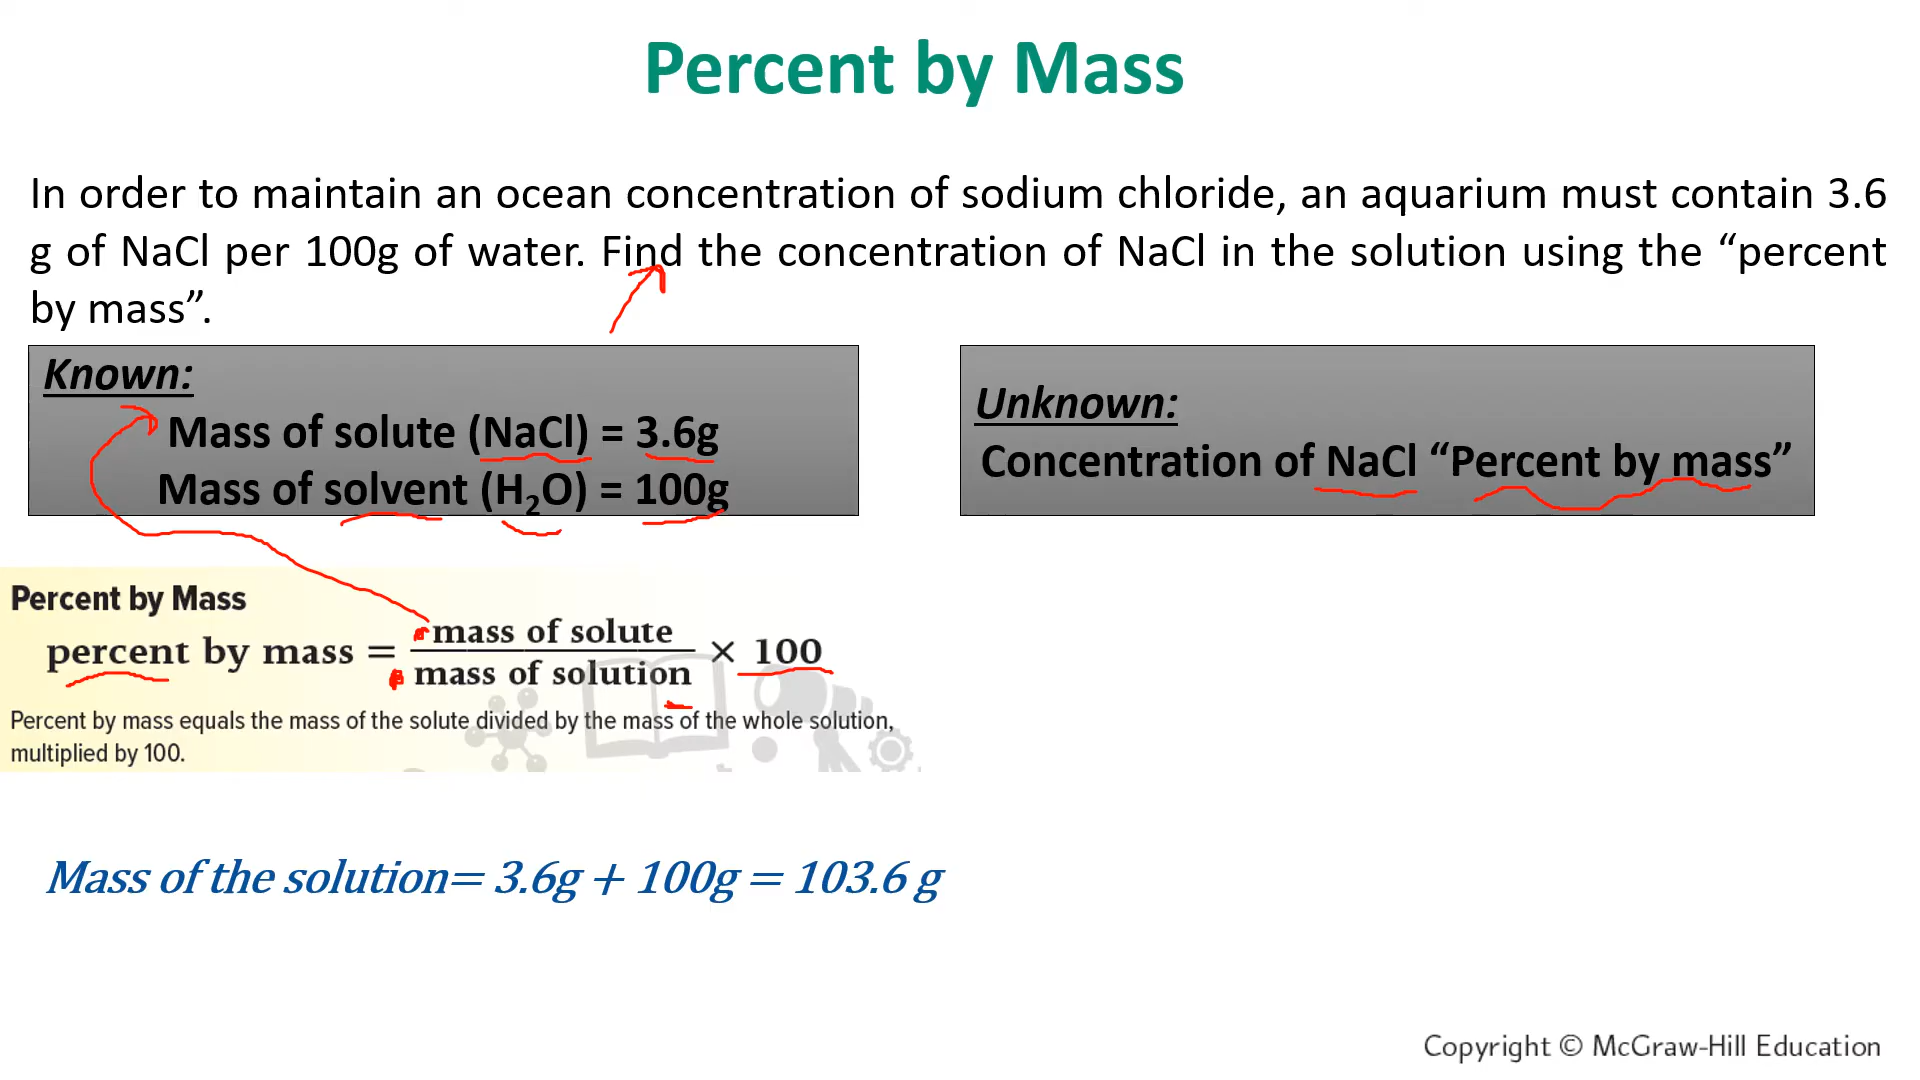 Percent by Mass
In order to maintain an ocean concentration of sodium chloride, an aquarium must contain 3.6
g of NaCl per 100g of water. Find the concentration of NaCl in the solution using the “percent
by mass”.
Known:
Mass of solute (NaCl) = 3.6g
Mass of solvent (H₂O) = 100g
Unknown:
Concentration of NaCl “Percent by mass”
Percent by Mass
percent by mass = mass of solute / mass of solution × 100
Percent by mass equals the mass of the solute divided by the mass of the whole solution,
multiplied by 100.
Mass of the solution= 3.6g + 100g = 103.6 g
Copyright © McGraw-Hill Education